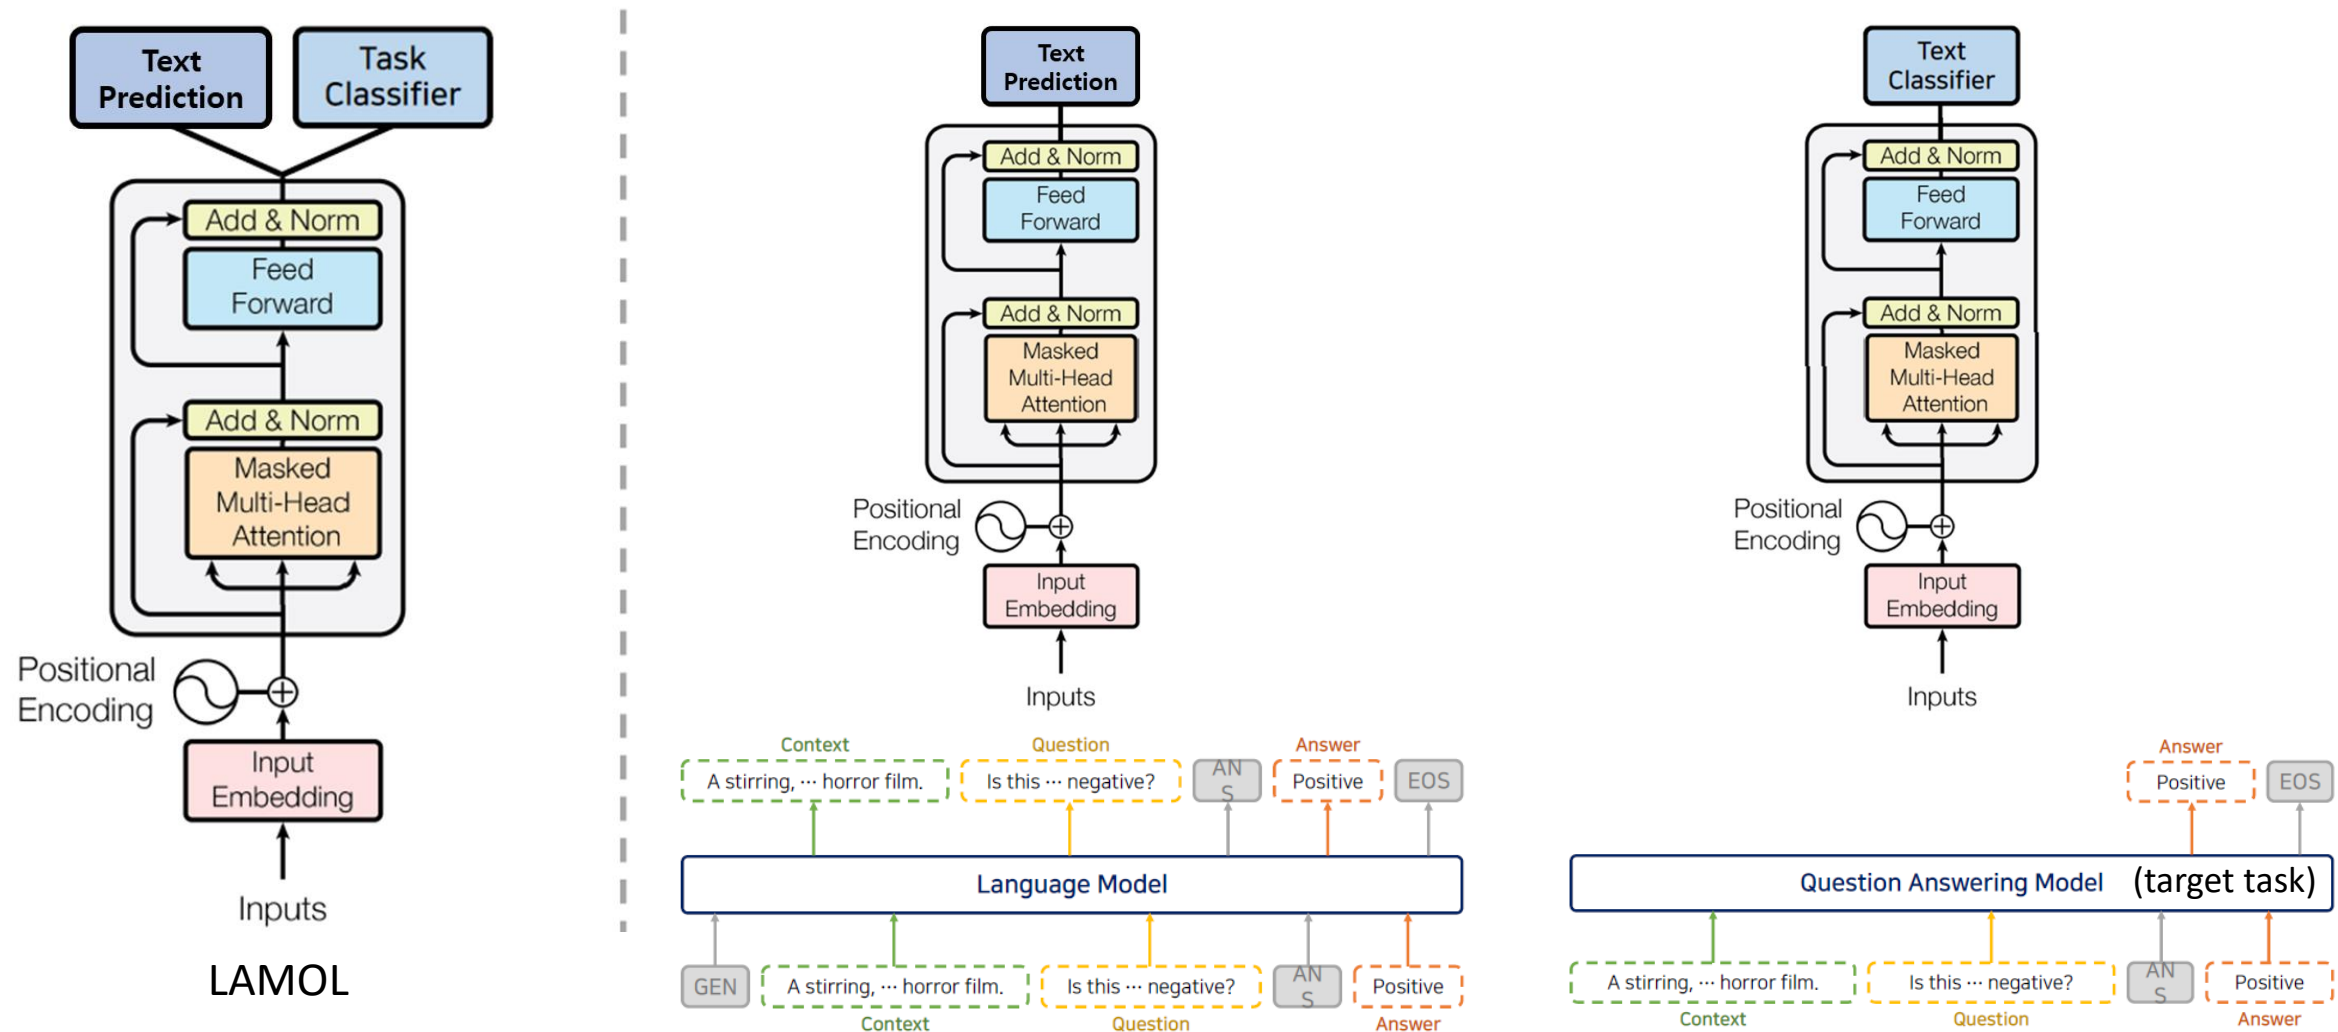 Text
Prediction
Task
Classifier
Add & Norm
Feed
Forward
Add & Norm
Masked
Multi-Head
Attention
Positional
Encoding
Input
Embedding
Inputs
LAMOL
Text
Prediction
Add & Norm
Feed
Forward
Add & Norm
Masked
Multi-Head
Attention
Positional
Encoding
Input
Embedding
Inputs
Context
Question
Answer
A stirring, ··· horror film.
Is this ··· negative?
AN
S
Positive
EOS
Language Model
GEN
A stirring, ··· horror film.
Is this ··· negative?
AN
S
Positive
Context
Question
Answer
Text
Classifier
Add & Norm
Feed
Forward
Add & Norm
Masked
Multi-Head
Attention
Positional
Encoding
Input
Embedding
Inputs
Answer
Positive
EOS
Question Answering Model (target task)
A stirring, ··· horror film.
Is this ··· negative?
AN
S
Positive
Context
Question
Answer